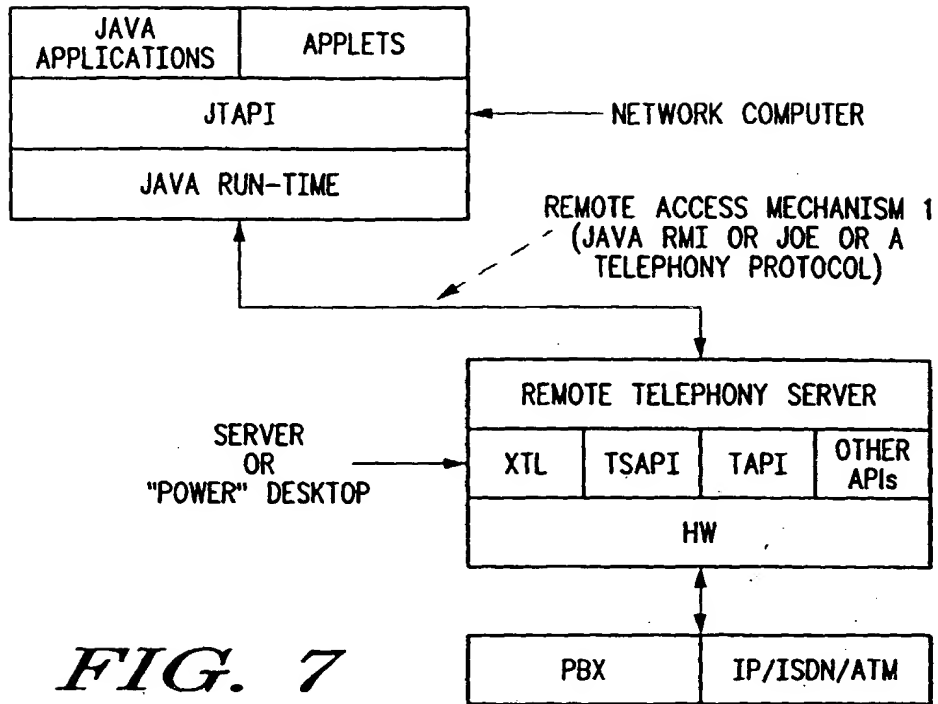 JAVA
APPLICATIONS
APPLETS
JTAPI
NETWORK COMPUTER
JAVA RUN-TIME
REMOTE ACCESS MECHANISM 1
(JAVA RMI OR JOE OR A
TELEPHONY PROTOCOL)
REMOTE TELEPHONY SERVER
SERVER
OR
"POWER" DESKTOP
XTL
TSAPI
TAPI
OTHER
APIs
HW
PBX
IP/ISDN/ATM
FIG. 7